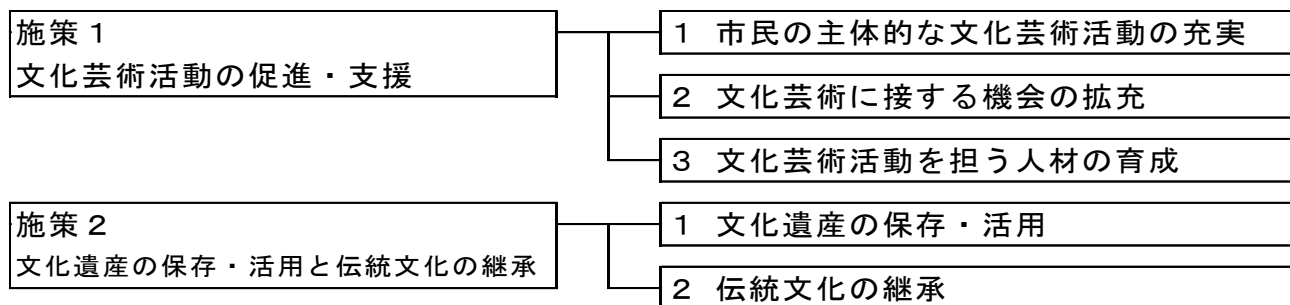 施策1
文化芸術活動の促進・支援
1 市民の主体的な文化芸術活動の充実
2 文化芸術に接する機会の拡充
3 文化芸術活動を担う人材の育成
施策2
文化遺産の保存・活用と伝統文化の継承
1 文化遺産の保存・活用
2 伝統文化の継承